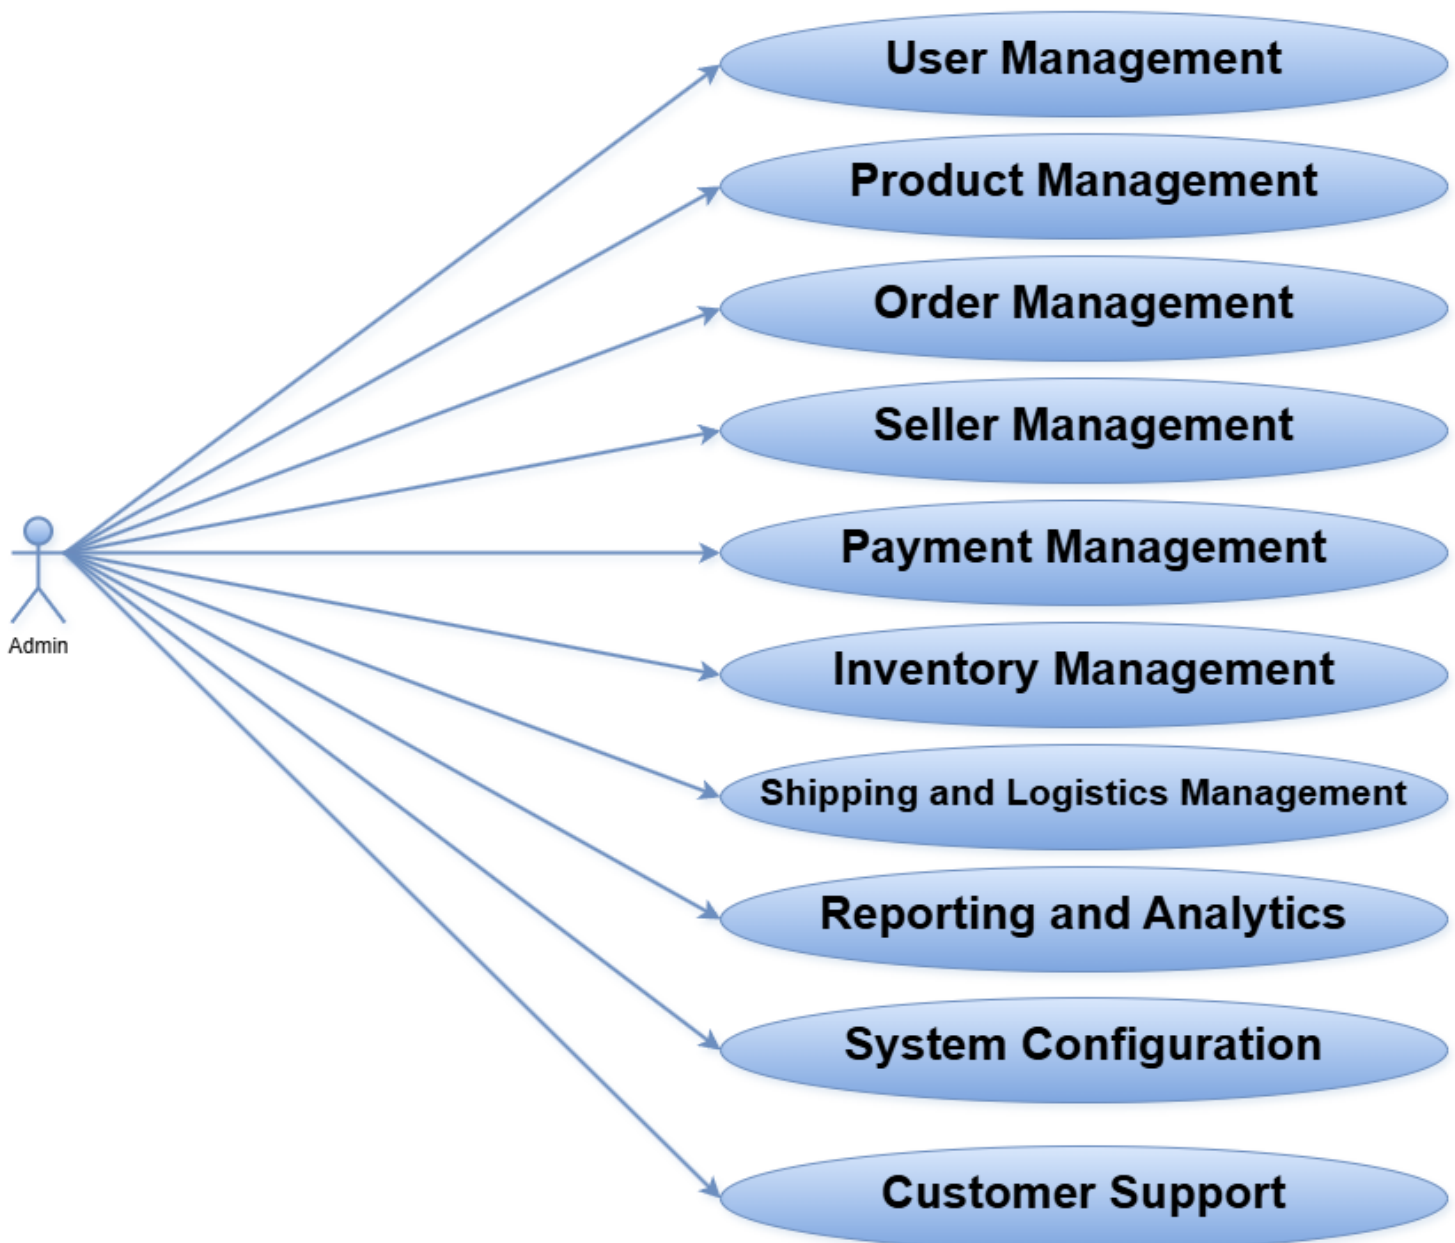 User Management
Product Management
Order Management
Seller Management
Payment Management
Admin
Inventory Management
Shipping and Logistics Management
Reporting and Analytics
System Configuration
Customer Support